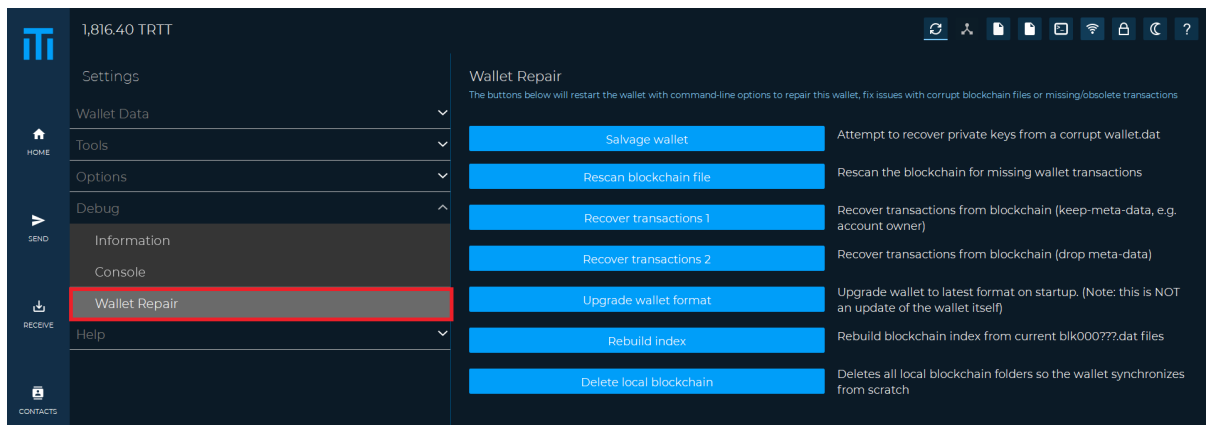 1,816.40 TRTT
?
HOME
SEND
RECEIVE
CONTACTS
Settings
Wallet Data
Tools
Options
Debug
Information
Console
Wallet Repair
Help
Wallet Repair
The buttons below will restart the wallet with command-line options to repair this wallet, fix issues with corrupt blockchain files or missing/obsolete transactions
Salvage wallet
Attempt to recover private keys from a corrupt wallet.dat
Rescan blockchain file
Rescan the blockchain for missing wallet transactions
Recover transactions 1
Recover transactions from blockchain (keep-meta-data, e.g.
account owner)
Recover transactions 2
Recover transactions from blockchain (drop meta-data)
Upgrade wallet format
Upgrade wallet to latest format on startup. (Note: this is NOT
an update of the wallet itself)
Rebuild index
Rebuild blockchain index from current blk000???.dat files
Delete local blockchain
Deletes all local blockchain folders so the wallet synchronizes
from scratch